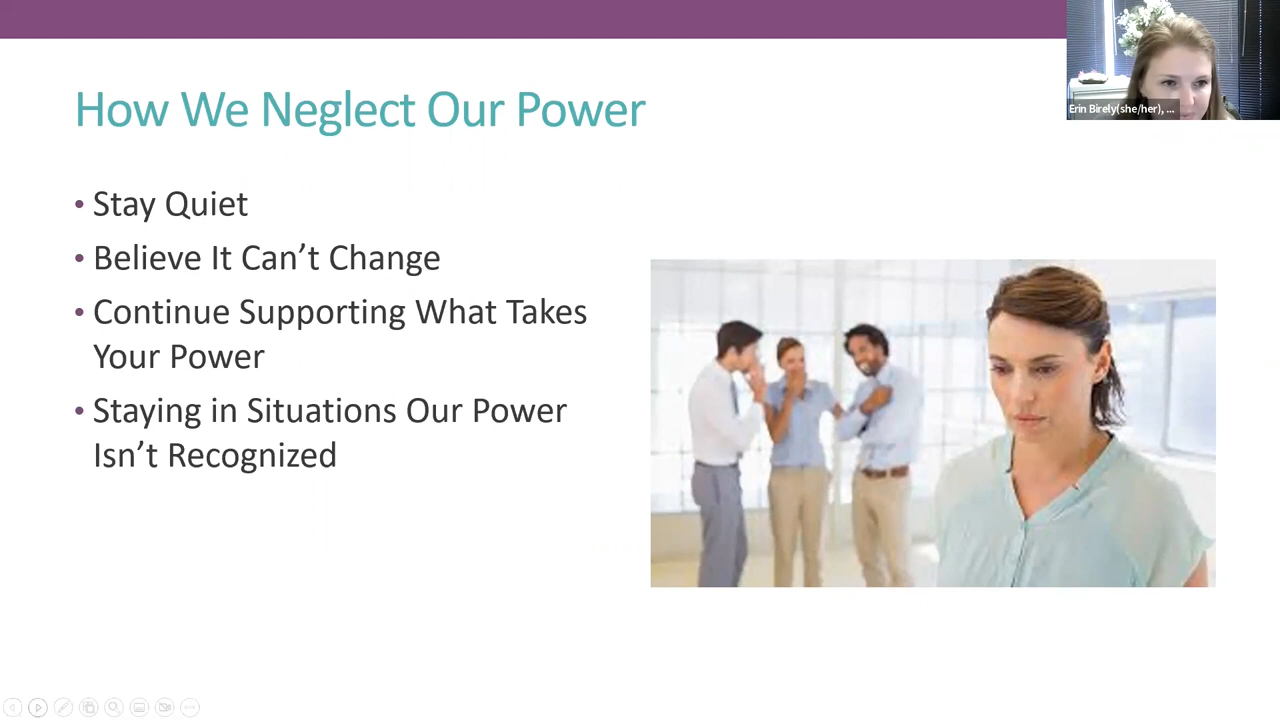 How We Neglect Our Power
Erin Birely(she/her), ...
• Stay Quiet
• Believe It Can’t Change
• Continue Supporting What Takes
Your Power
• Staying in Situations Our Power
Isn’t Recognized